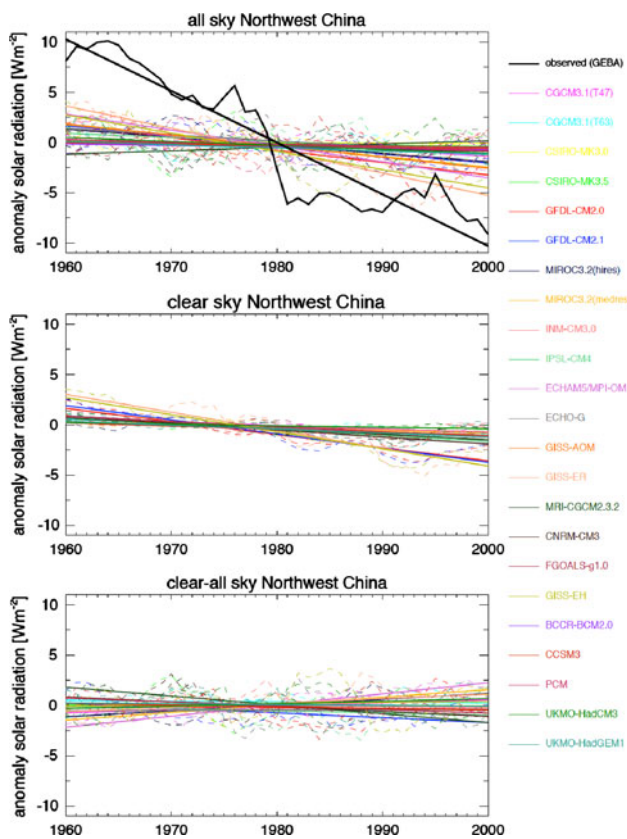 all sky Northwest China
anomaly solar radiation [Wm-2]
10
5
0
-5
-10
1960 1970 1980 1990 2000
clear sky Northwest China
anomaly solar radiation [Wm-2]
10
5
0
-5
-10
1960 1970 1980 1990 2000
clear-all sky Northwest China
anomaly solar radiation [Wm-2]
10
5
0
-5
-10
1960 1970 1980 1990 2000
observed (GEBA)
CGCM3.1(T47)
CGCM3.1(T63)
CSIRO-MK3.0
CSIRO-MK3.5
GFDL-CM2.0
GFDL-CM2.1
MIROC3.2(hires)
MIROC3.2(medres
INM-CM3.0
IPSL-CM4
ECHAM5/MPI-OM
ECHO-G
GISS-AOM
GISS-ER
MRI-CGCM2.3.2
CNRM-CM3
FGOALS-g1.0
GISS-EH
BCCR-BCM2.0
CCSM3
PCM
UKMO-HadCM3
UKMO-HadGEM1